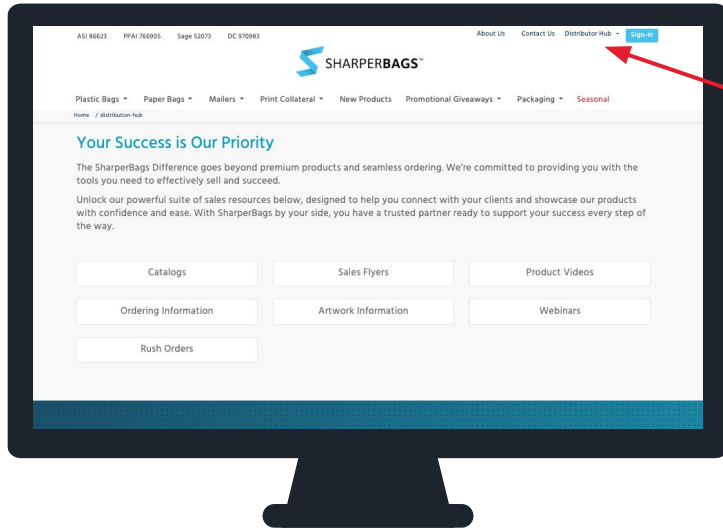 ASI 86623 PPAI 766905 Sage 52073 DC 970983 About Us Contact Us Distributor Hub Sign-in
SHARPERBAGS™
Plastic Bags Paper Bags Mailers Print Collateral New Products Promotional Giveaways Packaging Seasonal
Home / distribution-hub
Your Success is Our Priority
The SharperBags Difference goes beyond premium products and seamless ordering. We're committed to providing you with the
tools you need to effectively sell and succeed.
Unlock our powerful suite of sales resources below, designed to help you connect with your clients and showcase our products
with confidence and ease. With SharperBags by your side, you have a trusted partner ready to support your success every step of
the way.
Catalogs Sales Flyers Product Videos
Ordering Information Artwork Information Webinars
Rush Orders